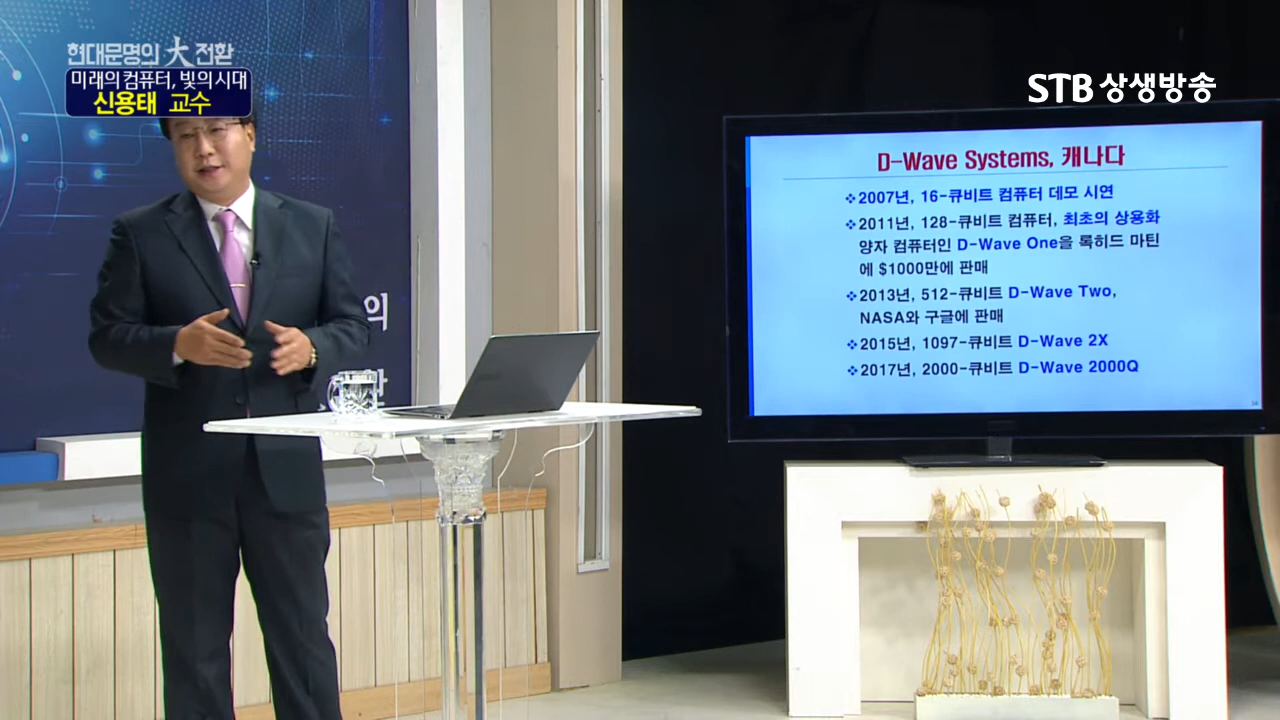 현대문명의 大 전환
미래의 컴퓨터, 빛의 시대
신용태 교수
STB 상생방송
D-Wave Systems, 캐나다
❖2007년, 16-큐비트 컴퓨터 데모 시연
❖2011년, 128-큐비트 컴퓨터, 최초의 상용화
양자 컴퓨터인 D-Wave One을 록히드 마틴
에 $1000만에 판매
❖2013년, 512-큐비트 D-Wave Two,
NASA와 구글에 판매
❖2015년, 1097-큐비트 D-Wave 2X
❖2017년, 2000-큐비트 D-Wave 2000Q
의